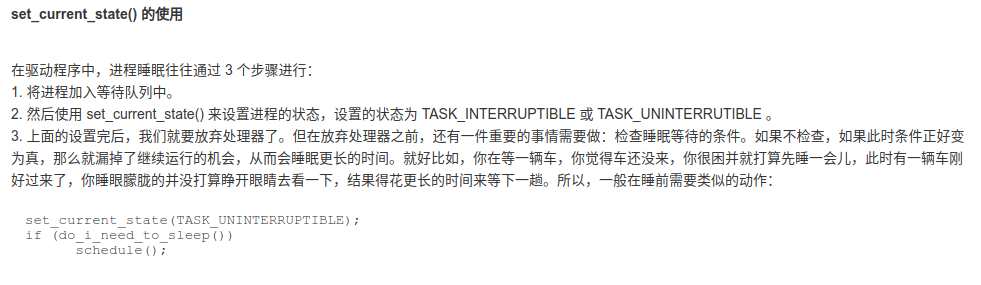 set_current_state() 的使用
在驱动程序中，进程睡眠往往通过 3 个步骤进行：
1. 将进程加入等待队列中。
2. 然后使用 set_current_state() 来设置进程的状态，设置的状态为 TASK_INTERRUPTIBLE 或 TASK_UNINTERRUTIBLE 。
3. 上面的设置完后，我们就要放弃处理器了。但在放弃处理器之前，还有一件重要的事情需要做：检查睡眠等待的条件。如果不检查，如果此时条件正好变
为真，那么就漏掉了继续运行的机会，从而会睡眠更长的时间。就好比如，你在等一辆车，你觉得车还没来，你很困并就打算先睡一会儿，此时有一辆车刚
好过来了，你睡眼朦胧的并没打算睁开眼睛去看一下，结果得花更长的时间来等下一趟。所以，一般在睡前需要类似的动作：
set_current_state(TASK_UNINTERRUPTIBLE);
if (do_i_need_to_sleep())
schedule();